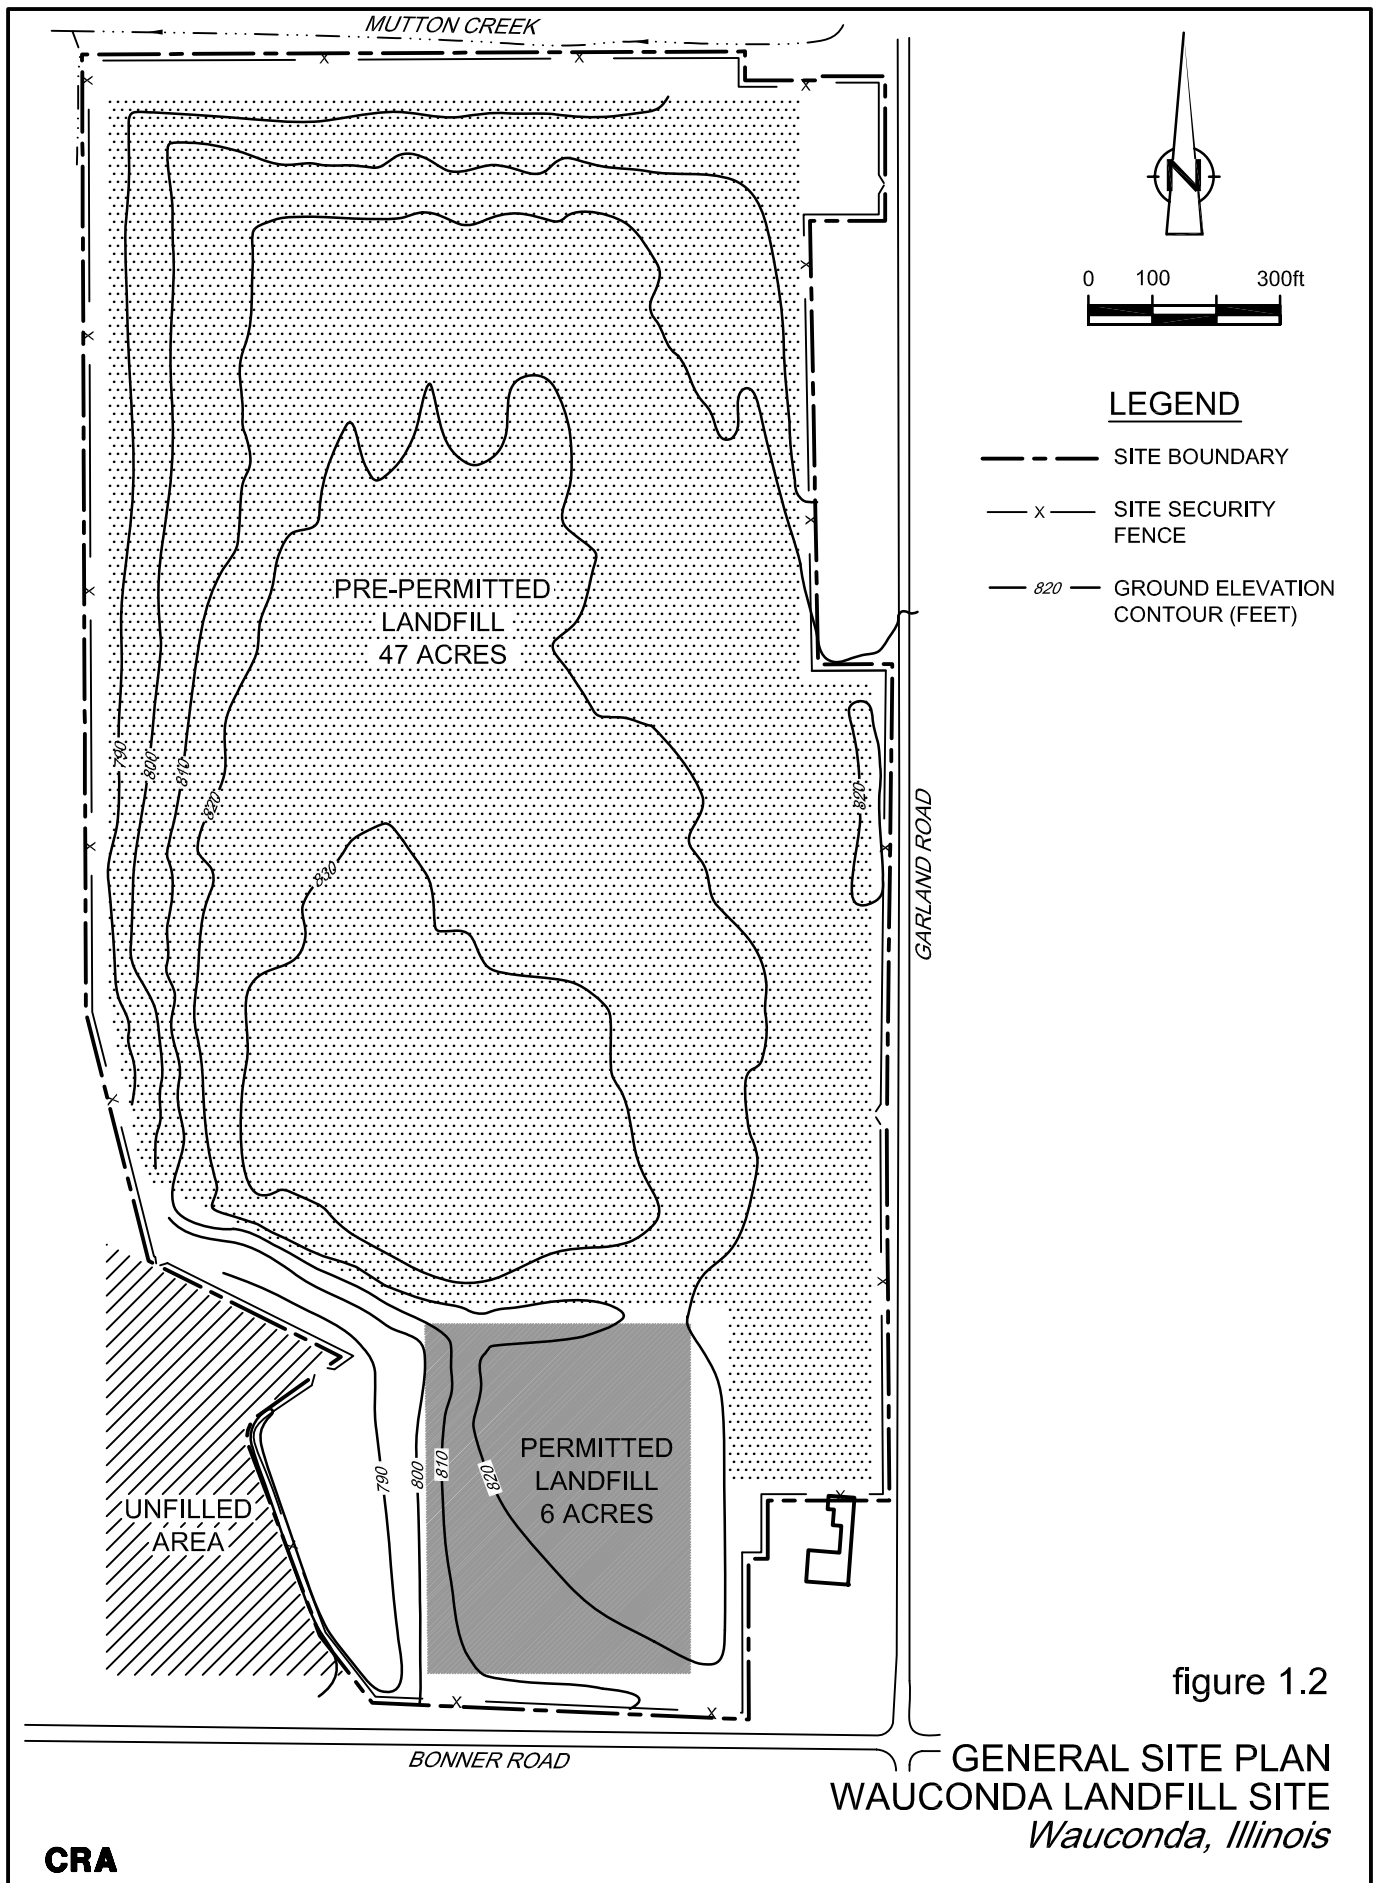 MUTTON CREEK
N
0 100 300ft
LEGEND
SITE BOUNDARY
X SITE SECURITY
FENCE
820 GROUND ELEVATION
CONTOUR (FEET)
PRE-PERMITTED
LANDFILL
47 ACRES
790
800
810
820
830
820
GARLAND ROAD
790
800
810
820
PERMITTED
LANDFILL
6 ACRES
UNFILLED
AREA
BONNER ROAD
figure 1.2
GENERAL SITE PLAN
WAUCONDA LANDFILL SITE
Wauconda, Illinois
CRA